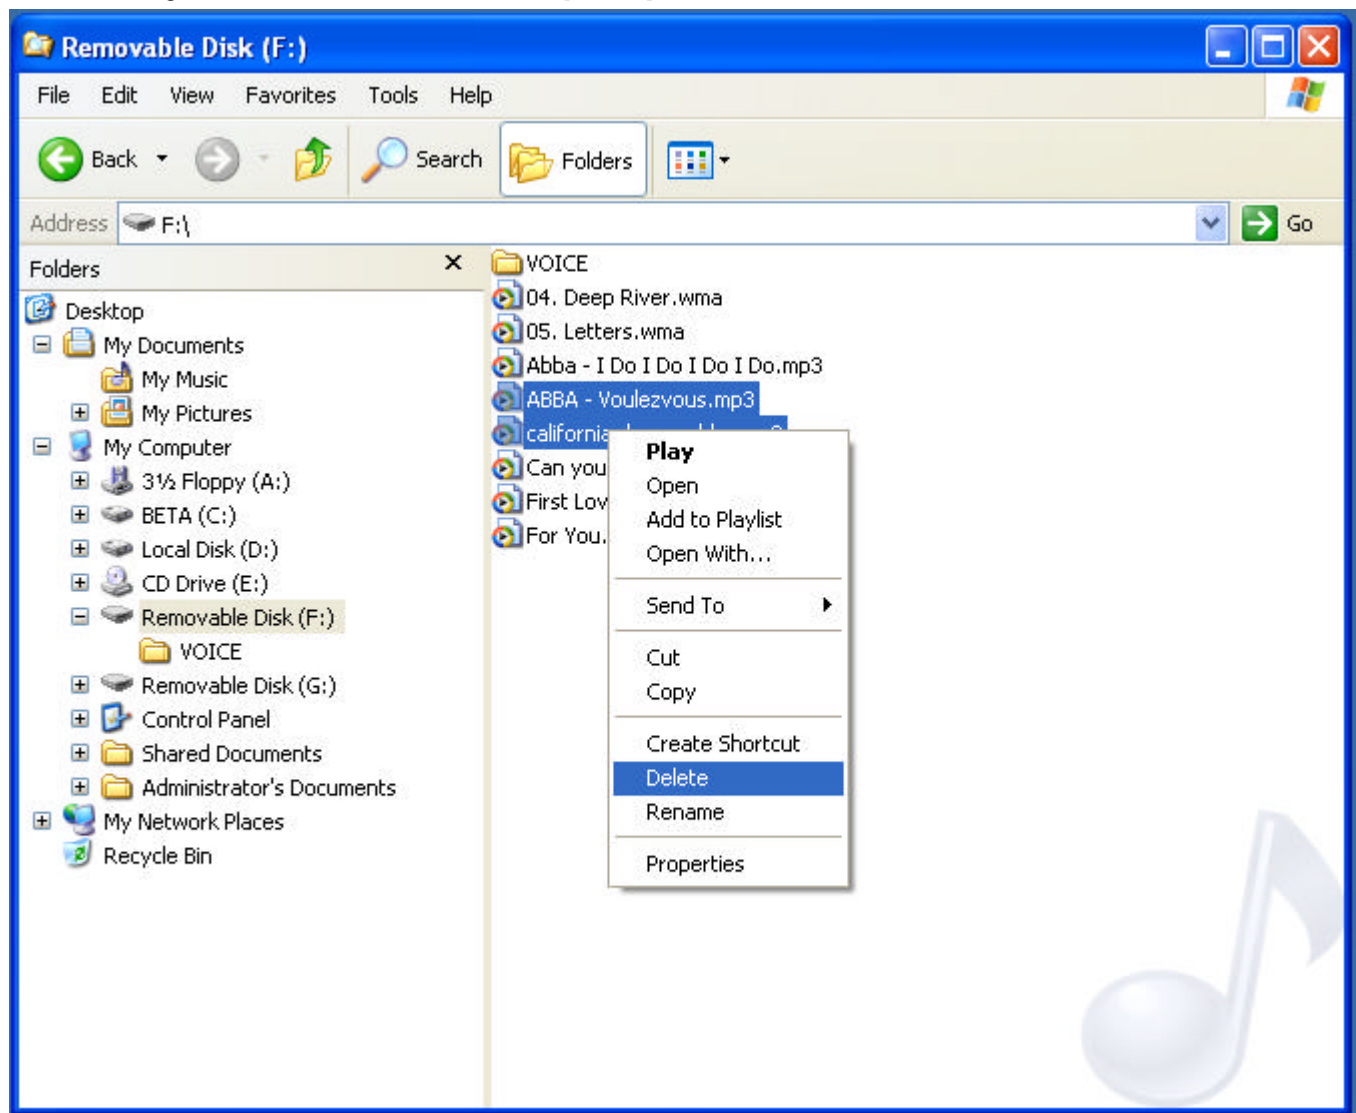 Removable Disk (F:)
File Edit View Favorites Tools Help
Back Search Folders
Address F:\ Go
Folders
Desktop
My Documents
My Music
My Pictures
My Computer
3½ Floppy (A:)
BETA (C:)
Local Disk (D:)
CD Drive (E:)
Removable Disk (F:)
VOICE
Removable Disk (G:)
Control Panel
Shared Documents
Administrator's Documents
My Network Places
Recycle Bin
VOICE
04. Deep River.wma
05. Letters.wma
Abba - I Do I Do I Do I Do.mp3
ABBA - Voulezvous.mp3
california
Can you
First Lov
For You.
Play
Open
Add to Playlist
Open With...
Send To
Cut
Copy
Create Shortcut
Delete
Rename
Properties